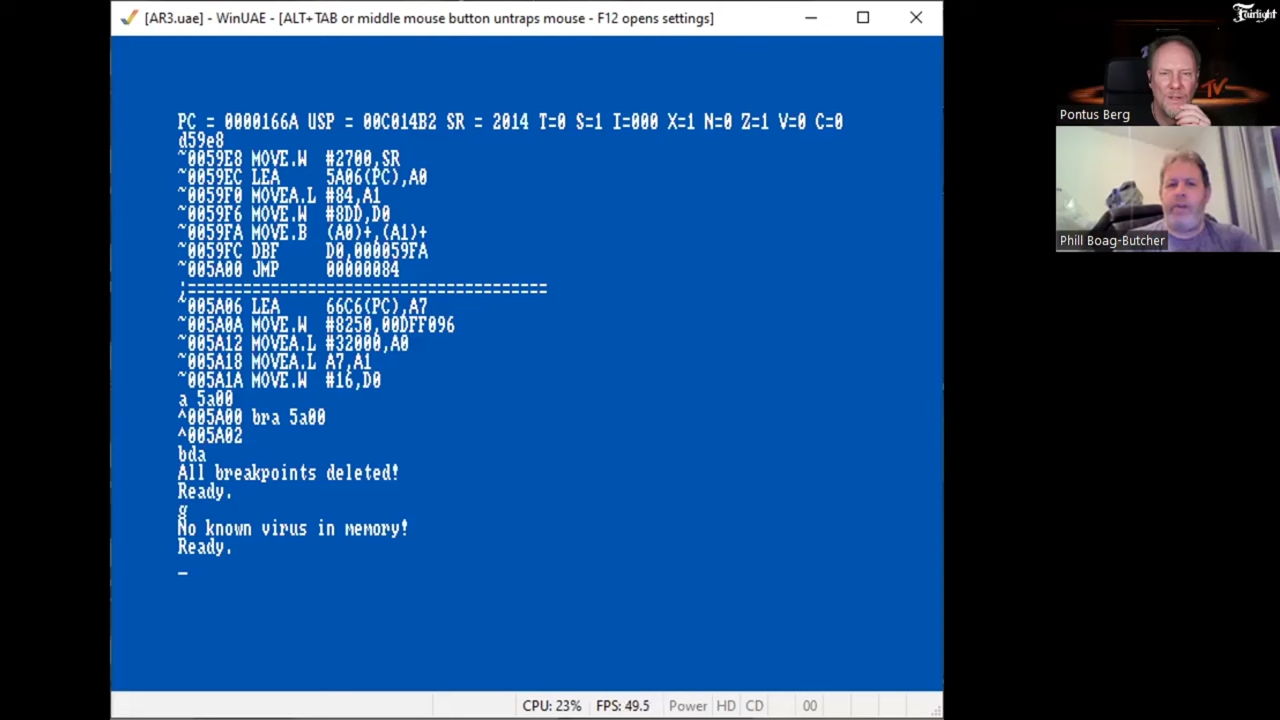 [AR3.uae] - WinUAE - [ALT+TAB or middle mouse button untraps mouse - F12 opens settings]
PC = 0000166A USP = 00C014B2 SR = 2014 T=0 S=1 I=000 X=1 N=0 Z=1 V=0 C=0
d59e8
~0059E8 MOVE.W #2700,SR
~0059EC LEA 5A06(PC),A0
~0059F0 MOVEA.L #84,A1
~0059F6 MOVE.W #8DD,D0
~0059FA MOVE.B (A0)+,(A1)+
~0059FC DBF D0,000059FA
~005A00 JMP 00000084
;=======================================
~005A06 LEA 66C6(PC),A7
~005A0A MOVE.W #8250,00DFF096
~005A12 MOVEA.L #32000,A0
~005A18 MOVEA.L A7,A1
~005A1A MOVE.W #16,D0
a 5a00
^005A00 bra 5a00
^005A02
bda
All breakpoints deleted!
Ready.
g
No known virus in memory!
Ready.
_
CPU: 23% FPS: 49.5 Power HD CD 00
Fairlight
TV
Pontus Berg
Phill Boag-Butcher